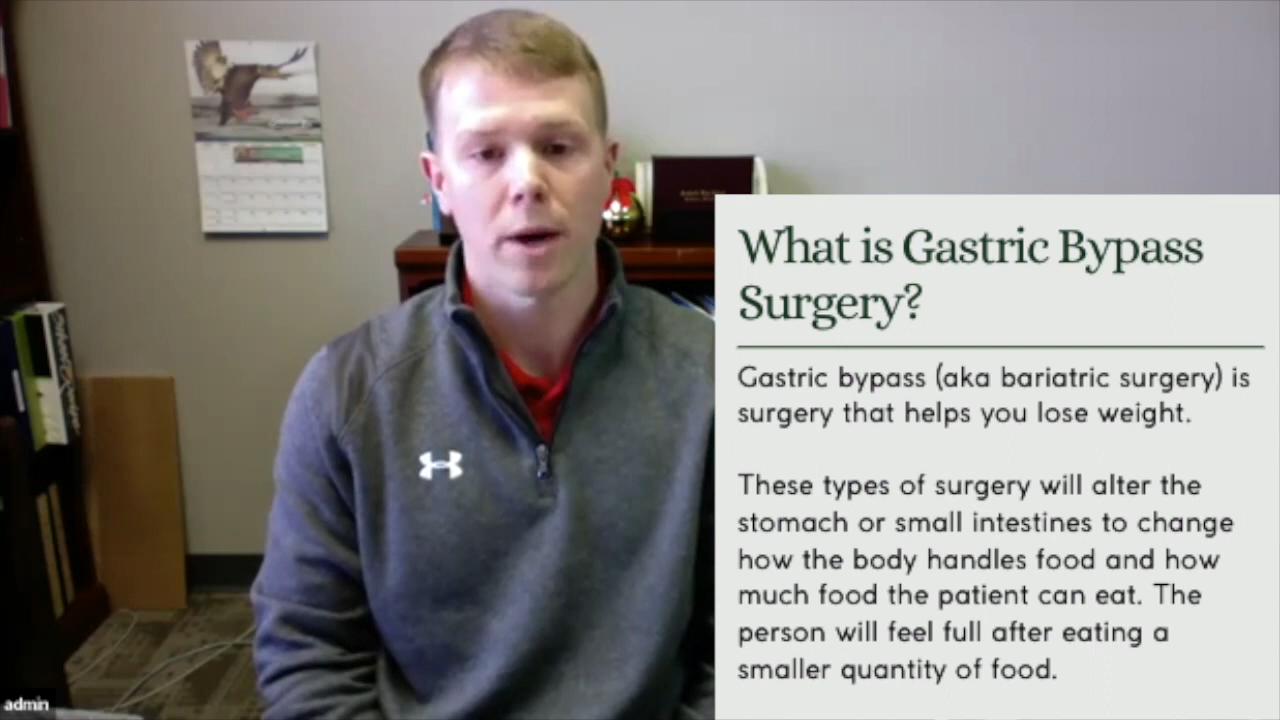 What is Gastric Bypass
Surgery?
Gastric bypass (aka bariatric surgery) is
surgery that helps you lose weight.
These types of surgery will alter the
stomach or small intestines to change
how the body handles food and how
much food the patient can eat. The
person will feel full after eating a
smaller quantity of food.
admin